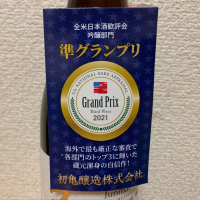 全米日本酒歓評会
吟醸部門
準グランプリ
U.S. NATIONAL SAKE APPRAISAL
Grand Prix
Third Place
2021
海外で最も厳正な審査で
各部門のトップ3に輝いた
蔵元渾身の自信作！
初亀醸造株式会社